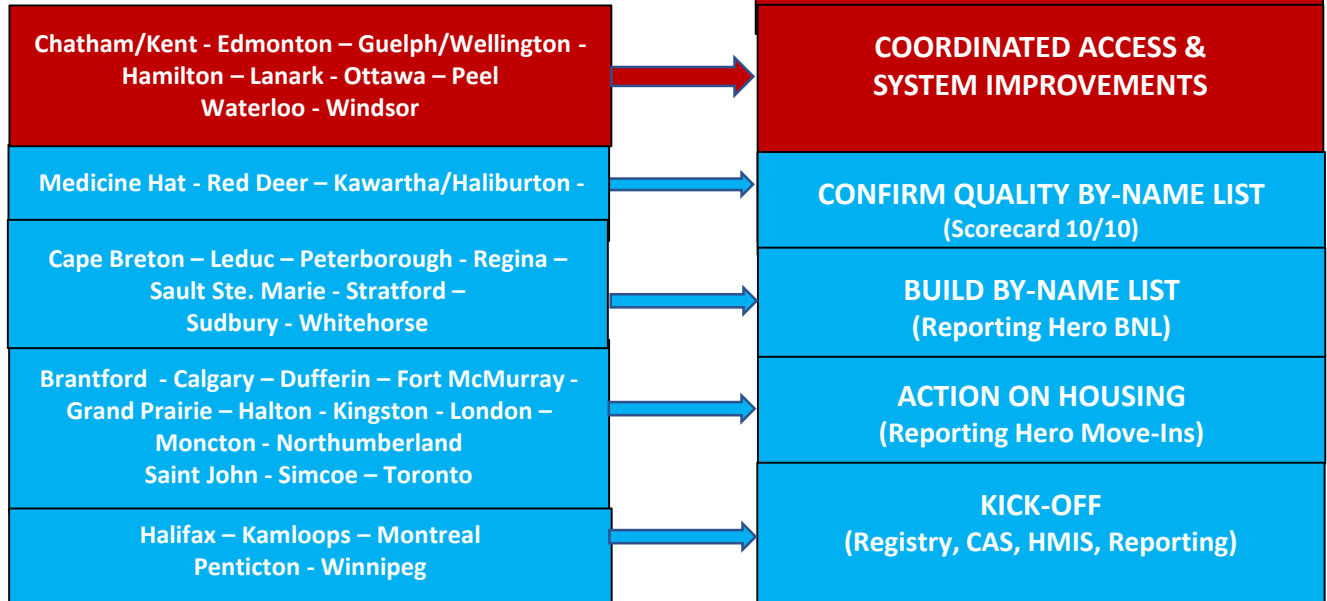 Chatham/Kent - Edmonton – Guelph/Wellington -
Hamilton – Lanark - Ottawa – Peel
Waterloo - Windsor
COORDINATED ACCESS &
SYSTEM IMPROVEMENTS
Medicine Hat - Red Deer – Kawartha/Haliburton -
CONFIRM QUALITY BY-NAME LIST
(Scorecard 10/10)
Cape Breton – Leduc – Peterborough - Regina –
Sault Ste. Marie - Stratford –
Sudbury - Whitehorse
BUILD BY-NAME LIST
(Reporting Hero BNL)
Brantford - Calgary – Dufferin – Fort McMurray -
Grand Prairie – Halton - Kingston - London –
Moncton - Northumberland
Saint John - Simcoe – Toronto
ACTION ON HOUSING
(Reporting Hero Move-Ins)
Halifax – Kamloops – Montreal
Penticton - Winnipeg
KICK-OFF
(Registry, CAS, HMIS, Reporting)